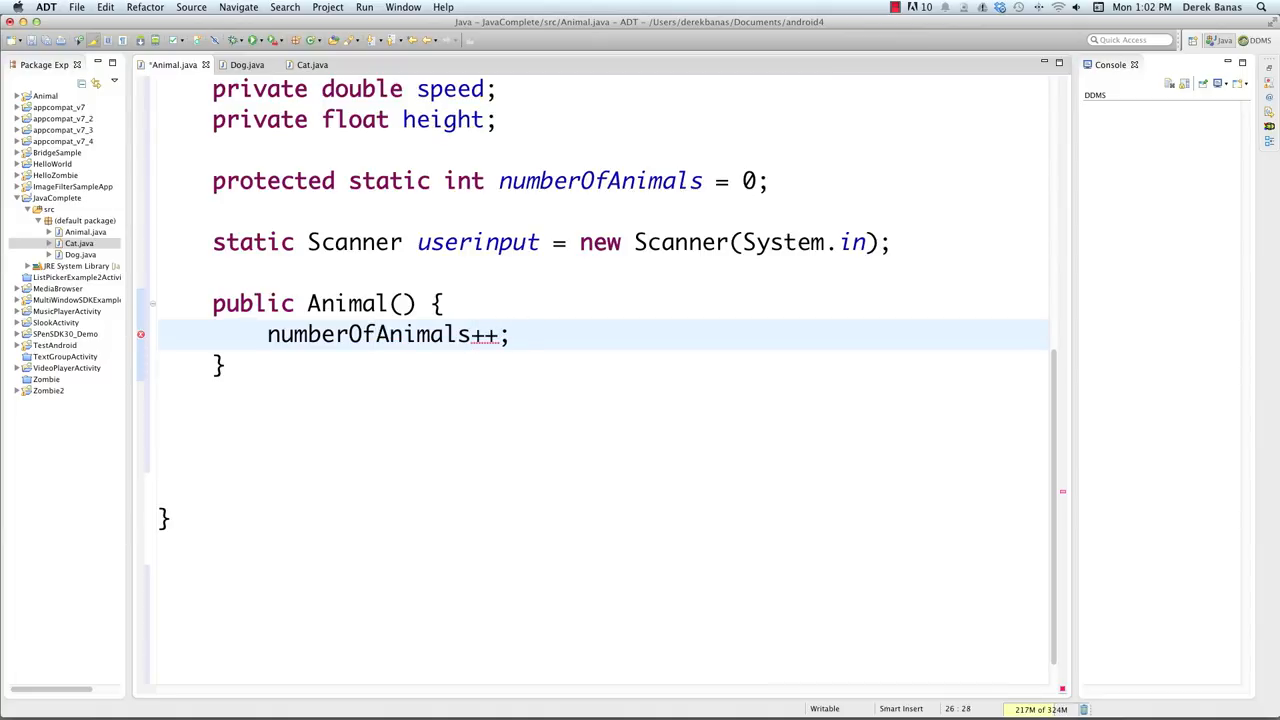 ADT File Edit Refactor Source Navigate Search Project Run Window Help 10 Mon 1:02 PM Derek Banas
Java – JavaComplete/src/Animal.java – ADT – /Users/derekbanas/Documents/android4
Quick Access Java DDMS
Package Exp *Animal.java Dog.java Cat.java Console
DDMS
Animal
appcompat_v7
appcompat_v7_2
appcompat_v7_3
appcompat_v7_4
BridgeSample
HelloWorld
HelloZombie
ImageFilterSampleApp
JavaComplete
src
(default package)
Animal.java
Cat.java
Dog.java
JRE System Library [Ja
ListPickerExample2Activi
MediaBrowser
MultiWindowSDKExample
MusicPlayerActivity
SlookActivity
SPenSDK30_Demo
TestAndroid
TextGroupActivity
VideoPlayerActivity
Zombie
Zombie2
private double speed;
private float height;
protected static int numberOfAnimals = 0;
static Scanner userinput = new Scanner(System.in);
public Animal() {
numberOfAnimals++;
}
}
Writable Smart Insert 26 : 28 217M of 324M